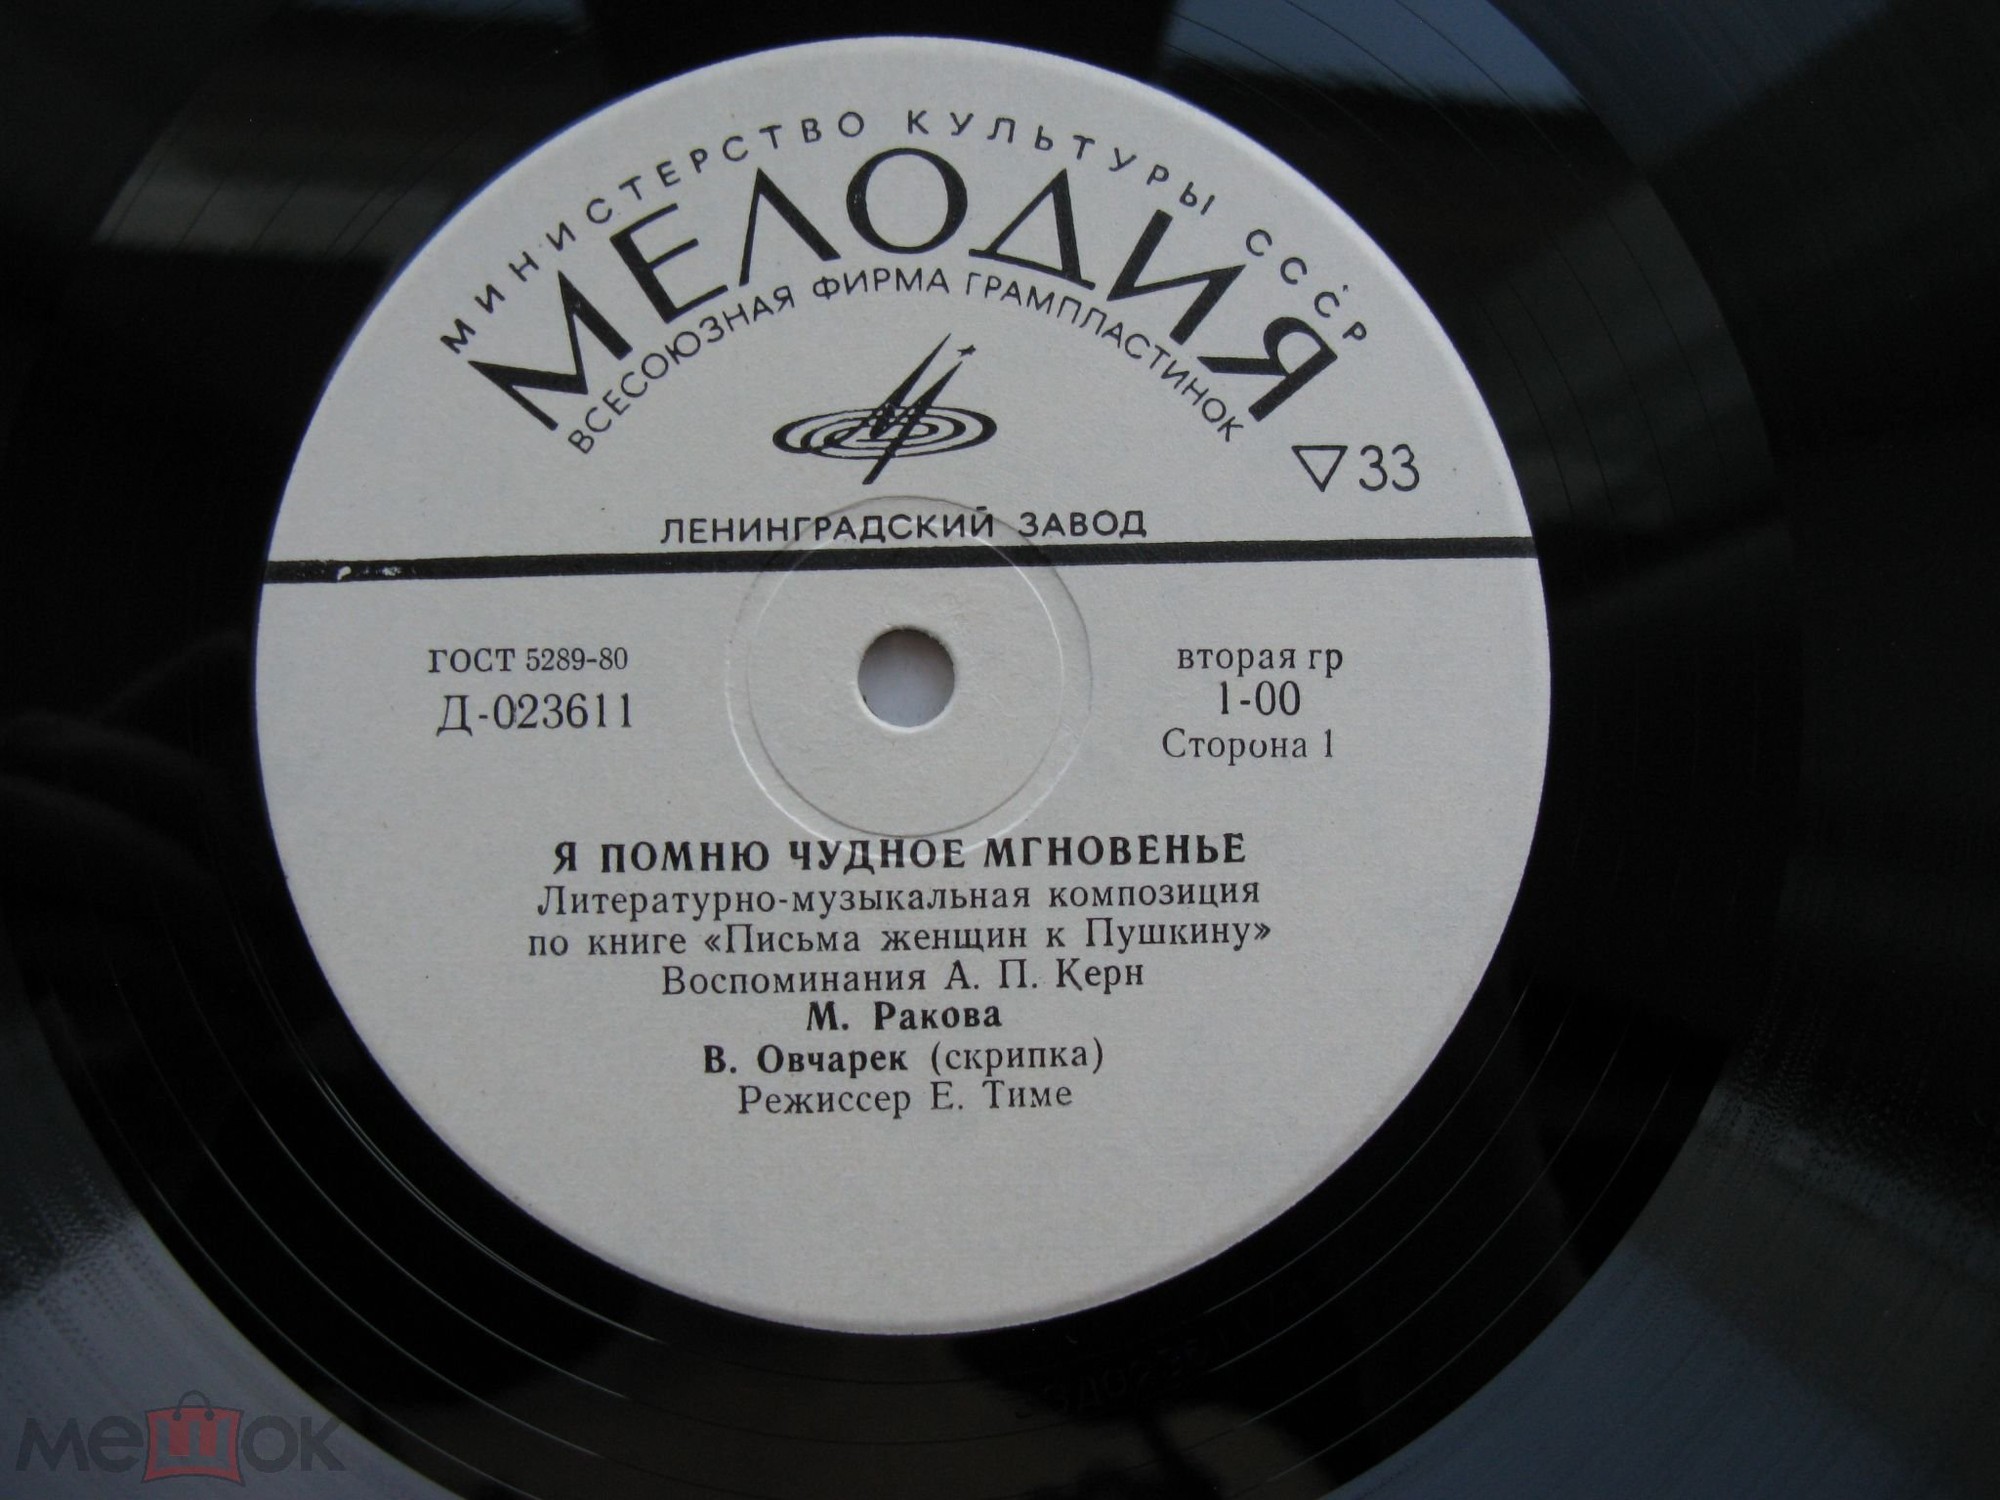 МИНИСТЕРСТВО КУЛЬТУРЫ СССР
МЕЛОДИЯ
ВСЕСОЮЗНАЯ ФИРМА ГРАМПЛАСТИНОК
33
ЛЕНИНГРАДСКИЙ ЗАВОД
ГОСТ 5289-80
Д-023611
вторая гр
1-00
Сторона 1
Я ПОМНЮ ЧУДНОЕ МГНОВЕНЬЕ
Литературно-музыкальная композиция
по книге «Письма женщин к Пушкину»
Воспоминания А. П. Керн
М. Ракова
В. Овчарек (скрипка)
Режиссер Е. Тиме
мешок